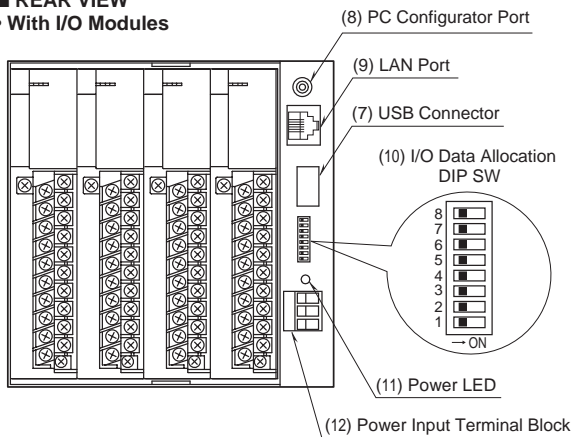 ■ REAR VIEW
• With I/O Modules
(8) PC Configurator Port
(9) LAN Port
(7) USB Connector
(10) I/O Data Allocation
DIP SW
8
7
6
5
4
3
2
1
→ ON
(11) Power LED
(12) Power Input Terminal Block